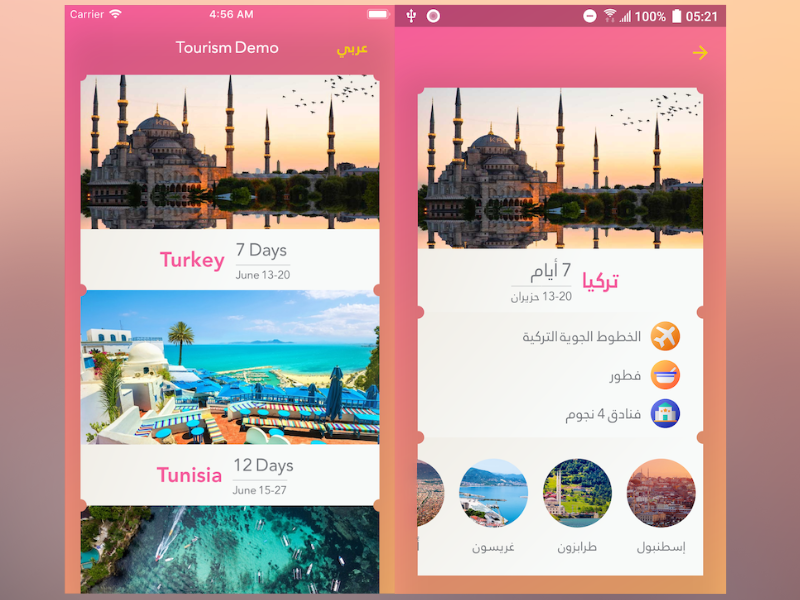 Carrier
4:56 AM
Tourism Demo
عربي
Turkey
7 Days
June 13-20
Tunisia
12 Days
June 15-27
100%
05:21
تركيا
7 أيام
13-20 حزيران
الخطوط الجوية التركية
فطور
فنادق 4 نجوم
إسطنبول
طرابزون
غريسون